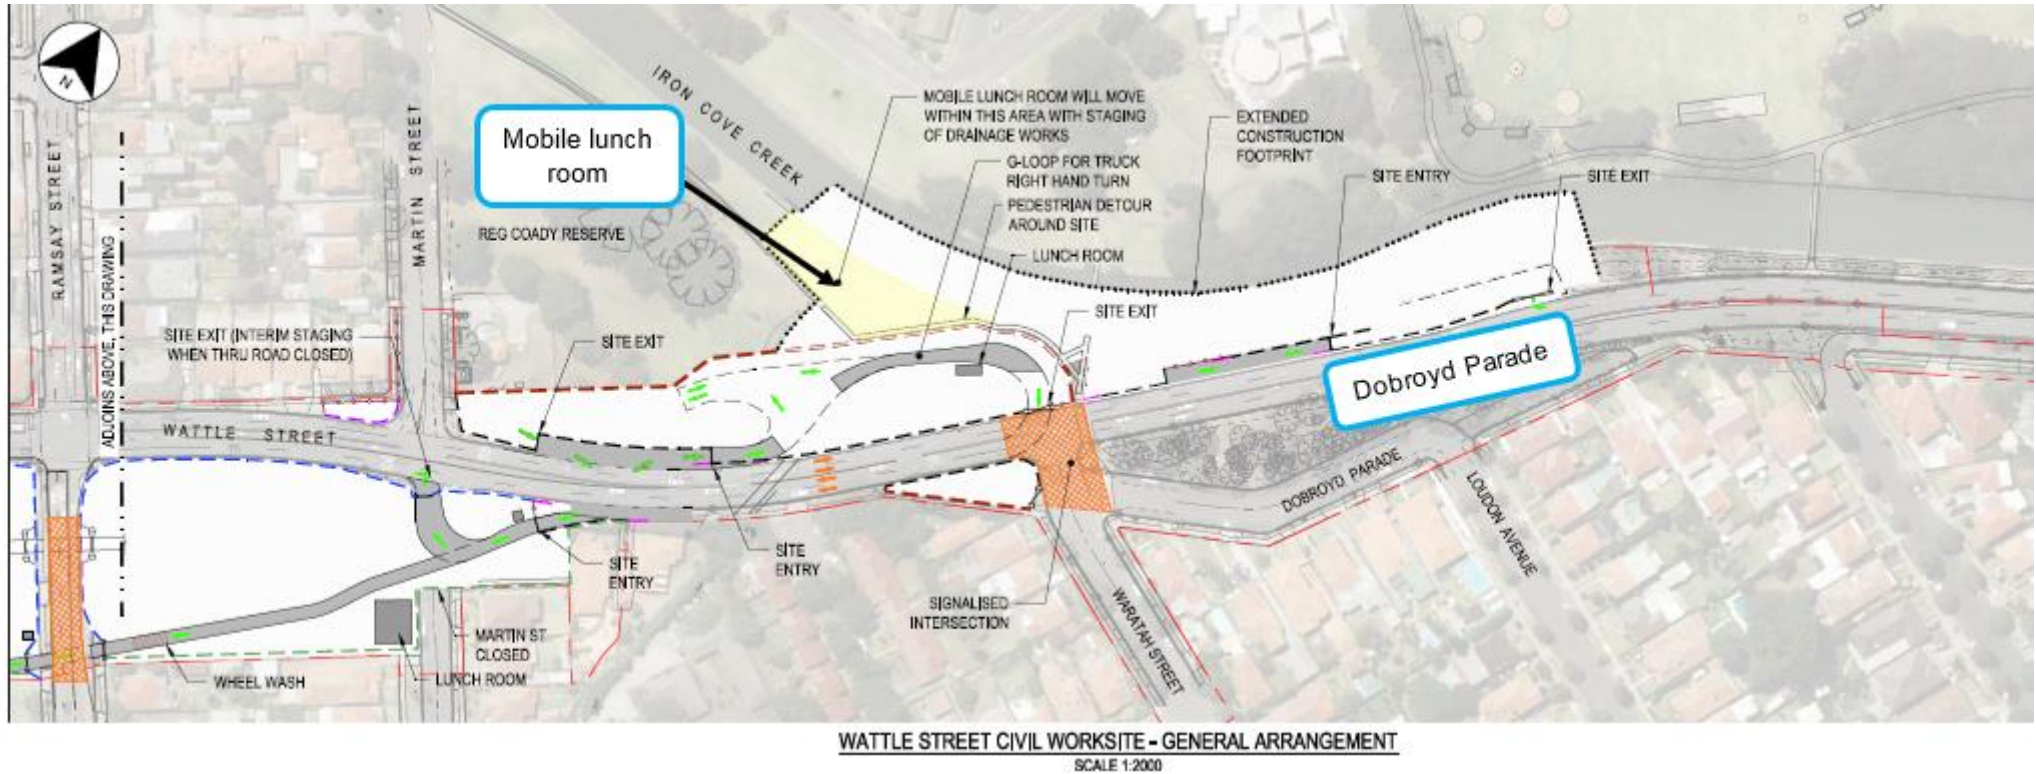 N
RAMSAY STREET
ADJOINS ABOVE, THIS DRAWING
MARTIN STREET
IRON COVE CREEK
Mobile lunch
room
REG COADY RESERVE
MOBILE LUNCH ROOM WILL MOVE
WITHIN THIS AREA WITH STAGING
OF DRAINAGE WORKS
G-LOOP FOR TRUCK
RIGHT HAND TURN
PEDESTRIAN DETOUR
AROUND SITE
LUNCH ROOM
EXTENDED
CONSTRUCTION
FOOTPRINT
SITE ENTRY
SITE EXIT
SITE EXIT
SITE EXIT (INTERIM STAGING
WHEN THRU ROAD CLOSED)
SITE EXIT
Dobroyd Parade
WATTLE STREET
DOBROYD PARADE
LOUDON AVENUE
SITE
ENTRY
SITE
ENTRY
SIGNALISED
INTERSECTION
WARATAH STREET
MARTIN ST
CLOSED
WHEEL WASH
LUNCH ROOM
WATTLE STREET CIVIL WORKSITE - GENERAL ARRANGEMENT
SCALE 1:2000